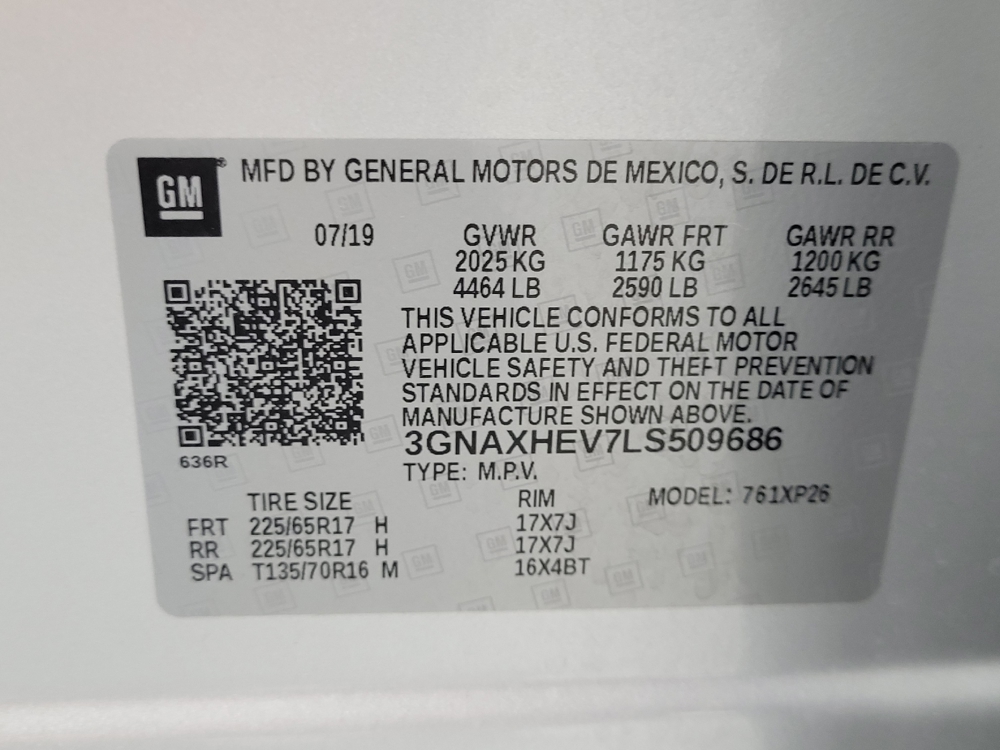 GM® MFD BY GENERAL MOTORS DE MEXICO, S. DE R.L. DE C.V.
07/19 GVWR GAWR FRT GAWR RR
2025 KG 1175 KG 1200 KG
4464 LB 2590 LB 2645 LB
THIS VEHICLE CONFORMS TO ALL
APPLICABLE U.S. FEDERAL MOTOR
VEHICLE SAFETY AND THEFT PREVENTION
STANDARDS IN EFFECT ON THE DATE OF
MANUFACTURE SHOWN ABOVE.
3GNAXHEV7LS509686
636R
TYPE: M.P.V.
TIRE SIZE RIM MODEL: 761XP26
FRT 225/65R17 H 17X7J
RR 225/65R17 H 17X7J
SPA T135/70R16 M 16X4BT